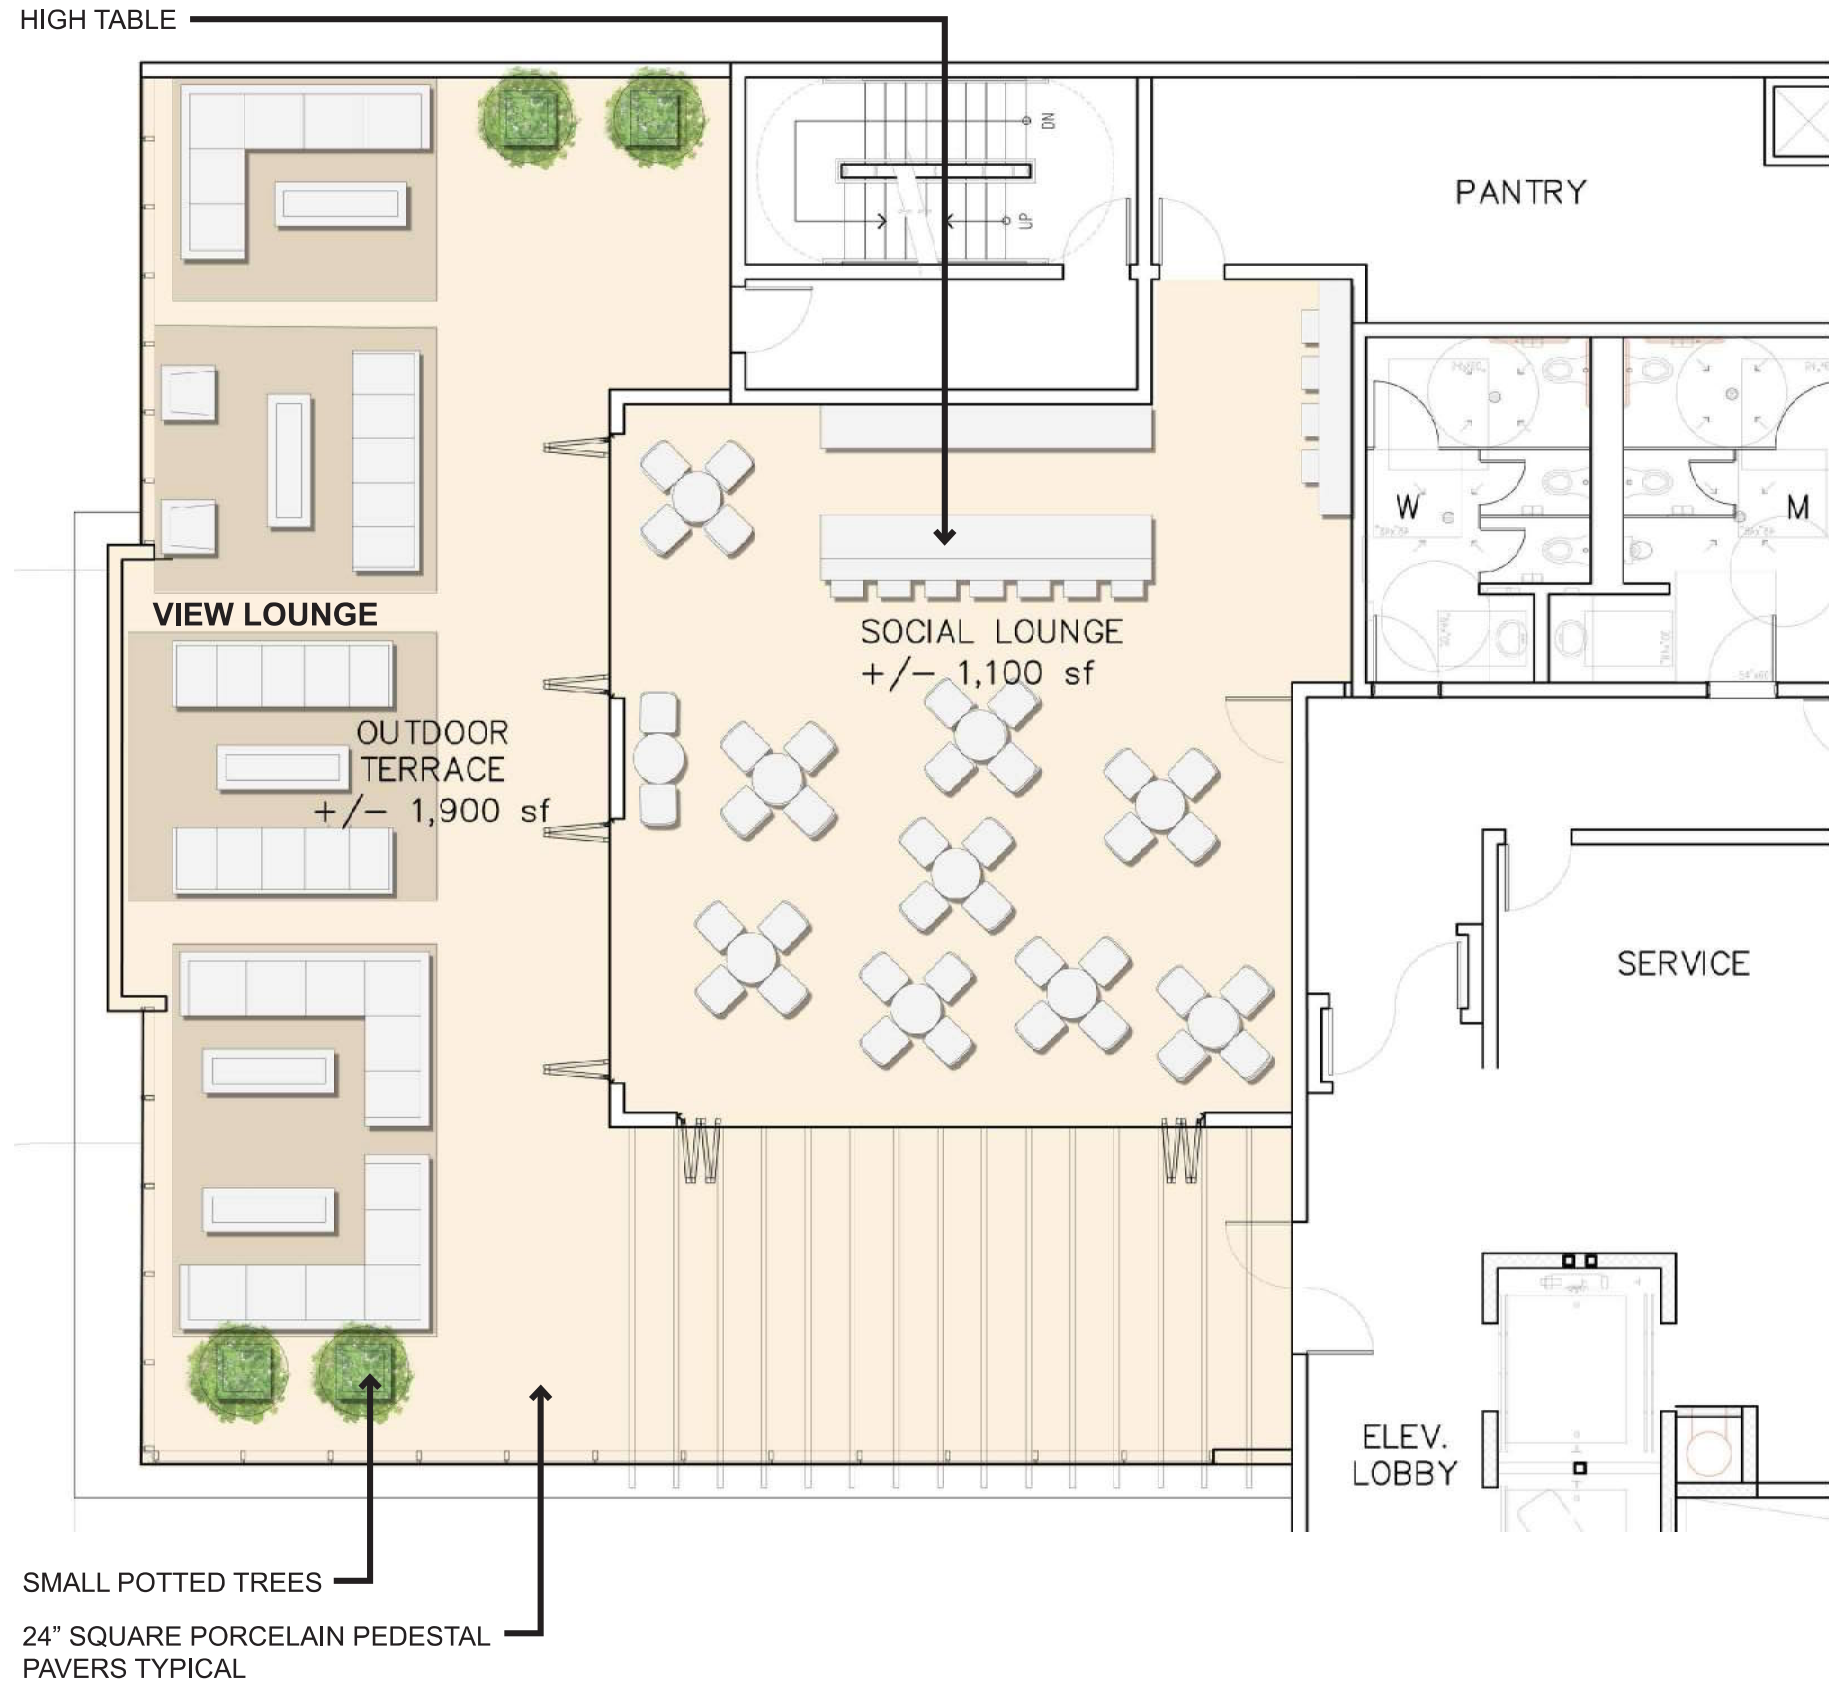 HIGH TABLE
DN
UP
PANTRY
W
M
VIEW LOUNGE
SOCIAL LOUNGE
+/- 1,100 sf
OUTDOOR
TERRACE
+/- 1,900 sf
SERVICE
ELEV.
LOBBY
SMALL POTTED TREES
24” SQUARE PORCELAIN PEDESTAL
PAVERS TYPICAL